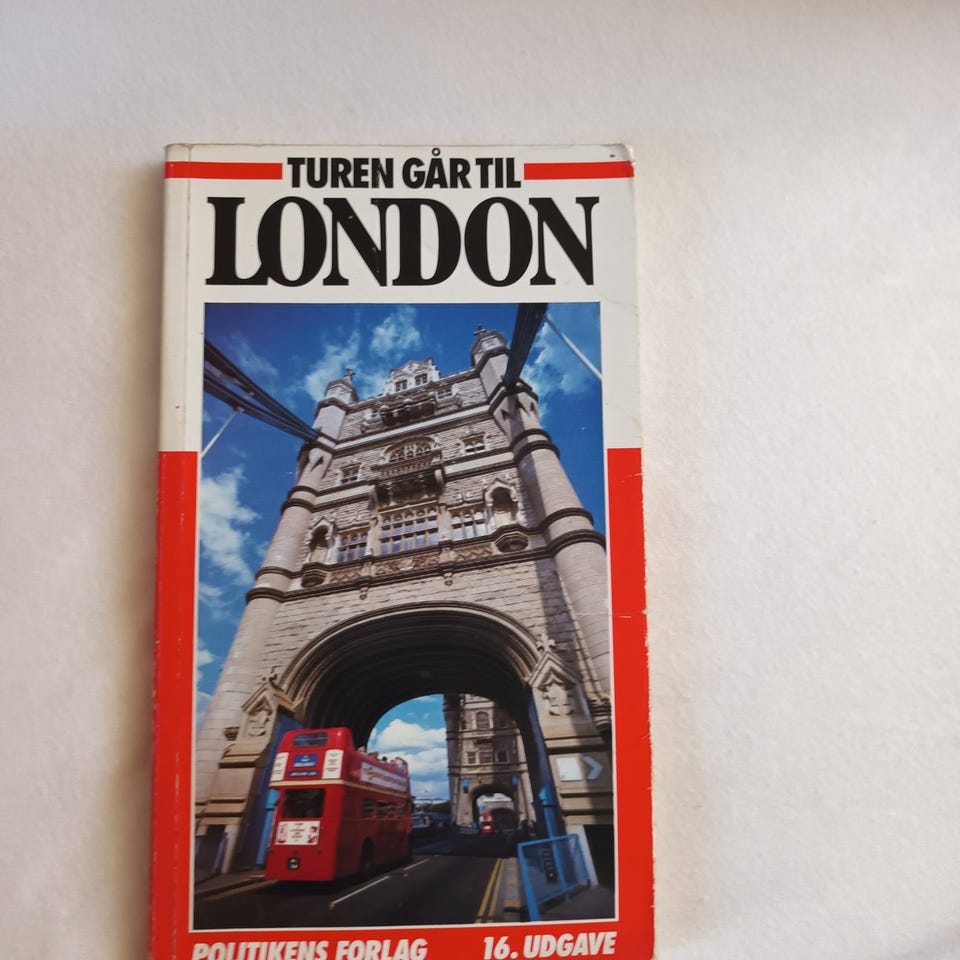 TUREN GÅR TIL
LONDON
POLITIKENS FORLAG 16. UDGAVE